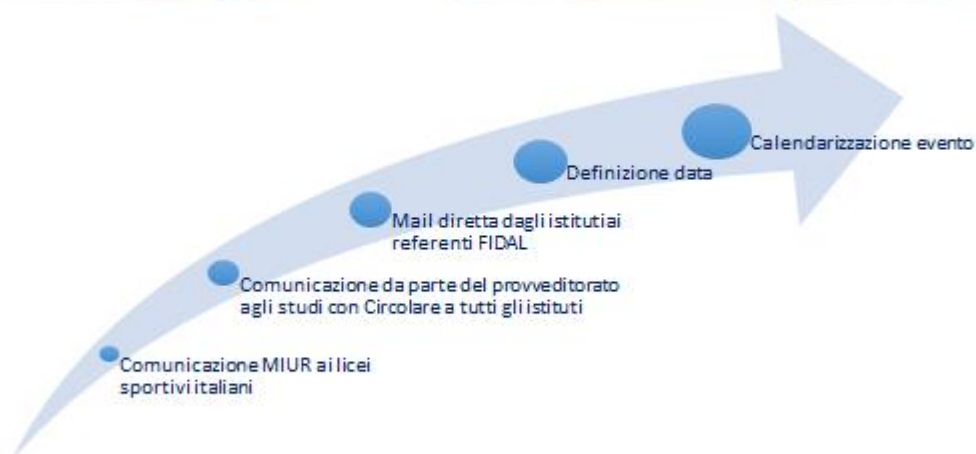 Calendarizzazione evento
Definizione data
Mail diretta dagli istitutiai
referenti FIDAL
Comunicazione da parte del provveditorato
agli studi con Circolare a tutti gli istituti
Comunicazione MIUR ai licei
sportivi italiani